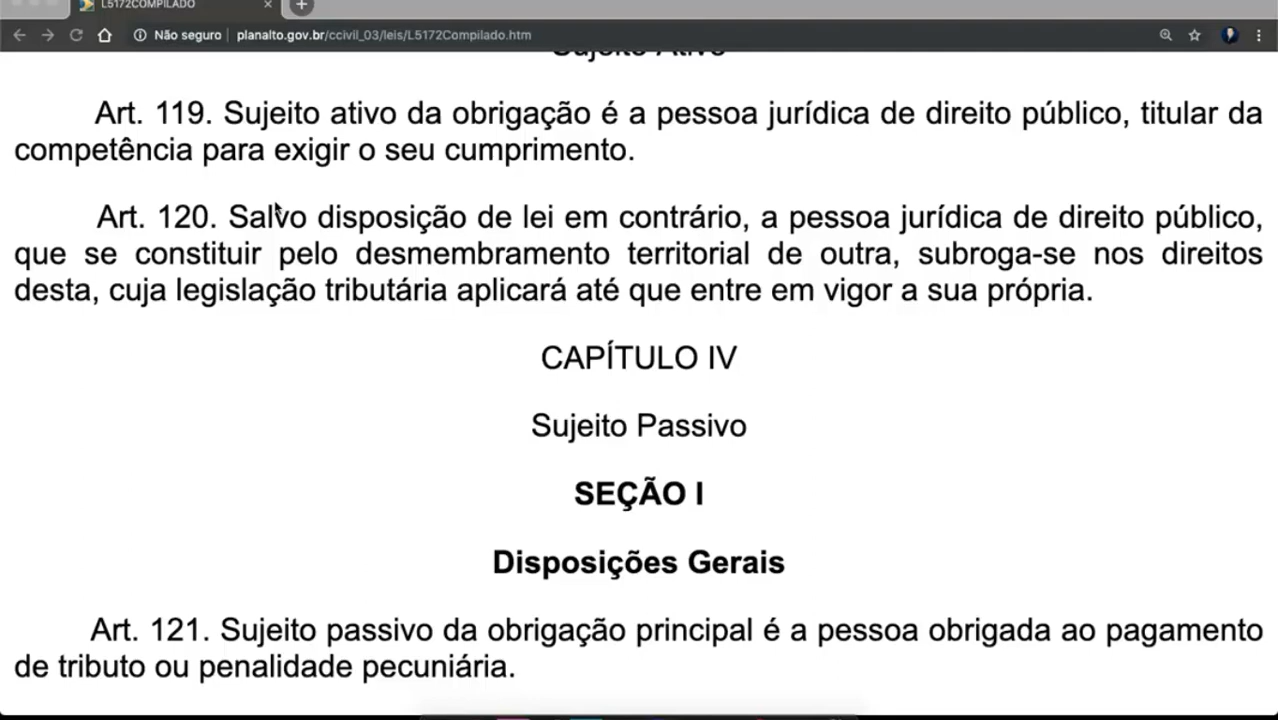 L5172COMPILADO
Não seguro
planalto.gov.br/ccivil_03/leis/L5172Compilado.htm
Sujeito Ativo
Art. 119. Sujeito ativo da obrigação é a pessoa jurídica de direito público, titular da
competência para exigir o seu cumprimento.
Art. 120. Salvo disposição de lei em contrário, a pessoa jurídica de direito público,
que se constituir pelo desmembramento territorial de outra, subroga-se nos direitos
desta, cuja legislação tributária aplicará até que entre em vigor a sua própria.
CAPÍTULO IV
Sujeito Passivo
SEÇÃO I
Disposições Gerais
Art. 121. Sujeito passivo da obrigação principal é a pessoa obrigada ao pagamento
de tributo ou penalidade pecuniária.